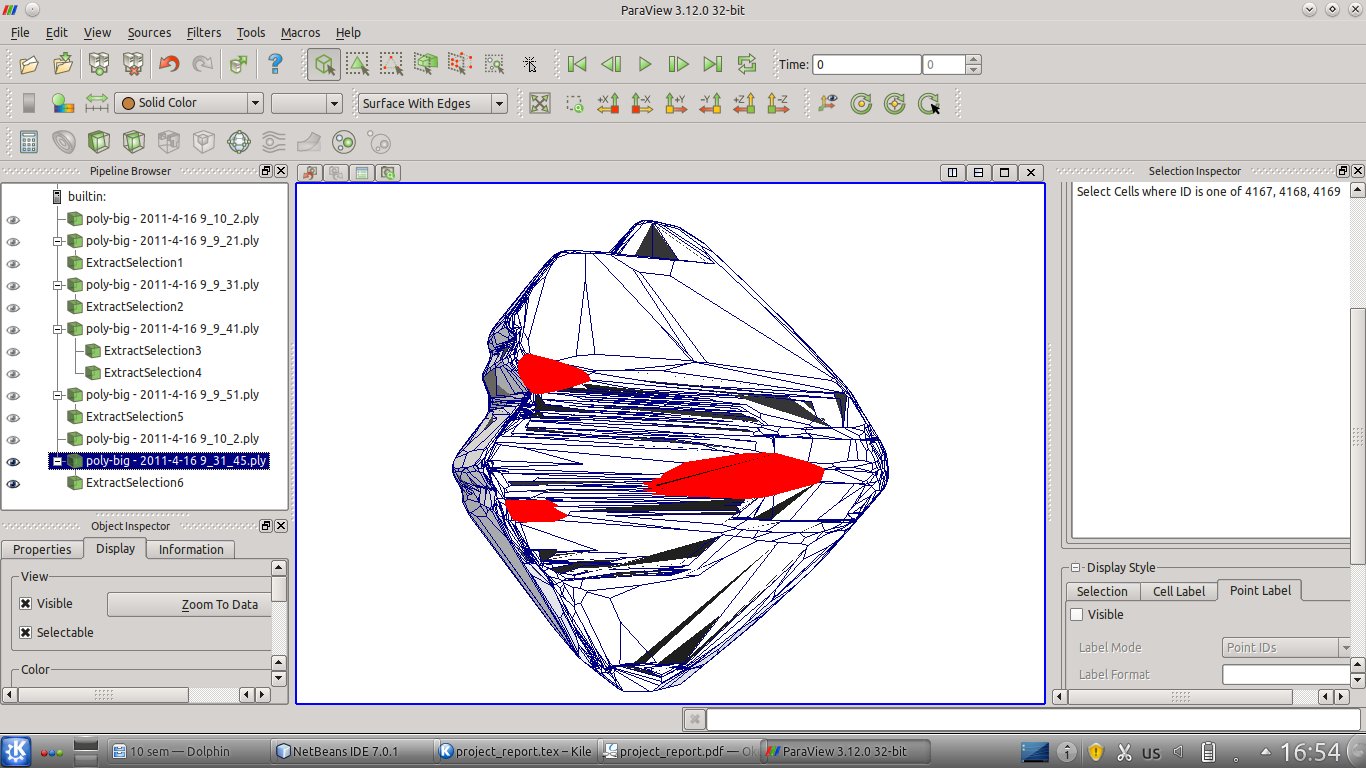 ParaView 3.12.0 32-bit
File Edit View Sources Filters Tools Macros Help
Time: 0 0
Solid Color Surface With Edges +X -X +Y -Y +Z -Z
Pipeline Browser
builtin:
poly-big - 2011-4-16 9_10_2.ply
poly-big - 2011-4-16 9_9_21.ply
ExtractSelection1
poly-big - 2011-4-16 9_9_31.ply
ExtractSelection2
poly-big - 2011-4-16 9_9_41.ply
ExtractSelection3
ExtractSelection4
poly-big - 2011-4-16 9_9_51.ply
ExtractSelection5
poly-big - 2011-4-16 9_10_2.ply
poly-big - 2011-4-16 9_31_45.ply
ExtractSelection6
Object Inspector
Properties Display Information
View
Visible Zoom To Data
Selectable
Color
Selection Inspector
Select Cells where ID is one of 4167, 4168, 4169
Display Style
Selection Cell Label Point Label
Visible
Label Mode Point IDs
Label Format
10 sem — Dolphin NetBeans IDE 7.0.1 project_report.tex – Kile project_report.pdf — Ok ParaView 3.12.0 32-bit us 16:54